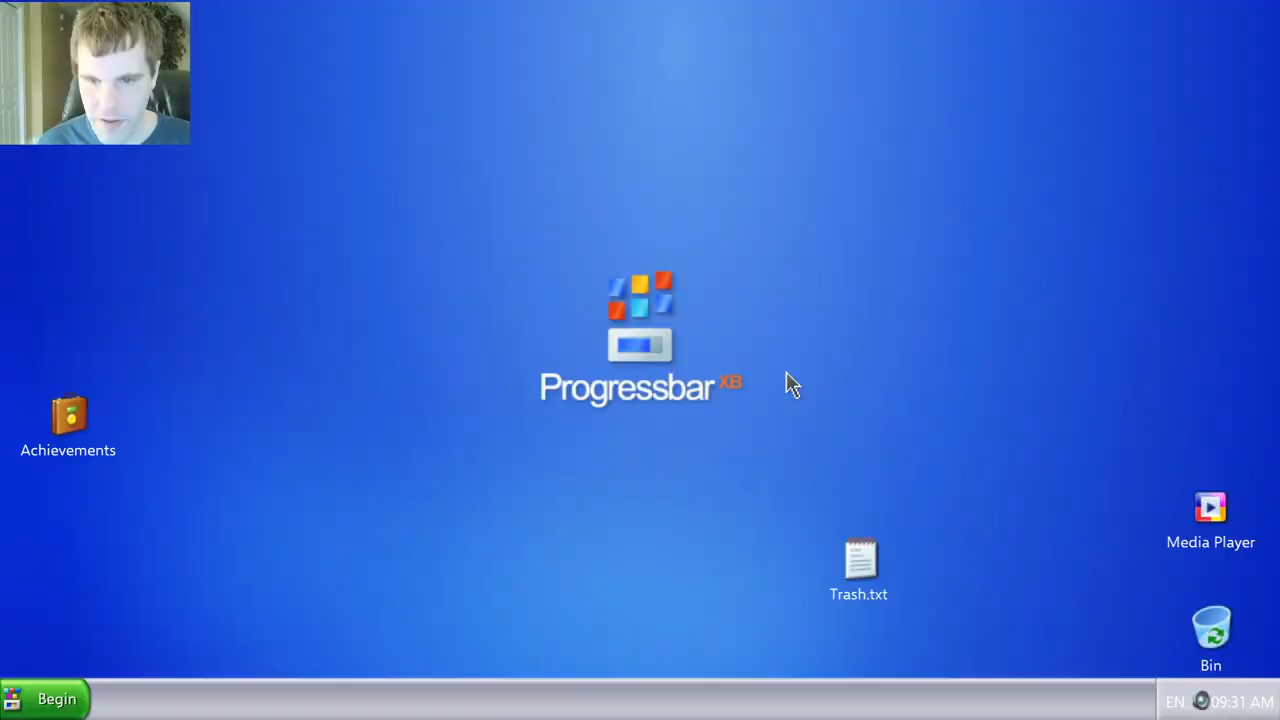 Progressbar XB
Achievements
Media Player
Trash.txt
Bin
Begin
EN 09:31 AM